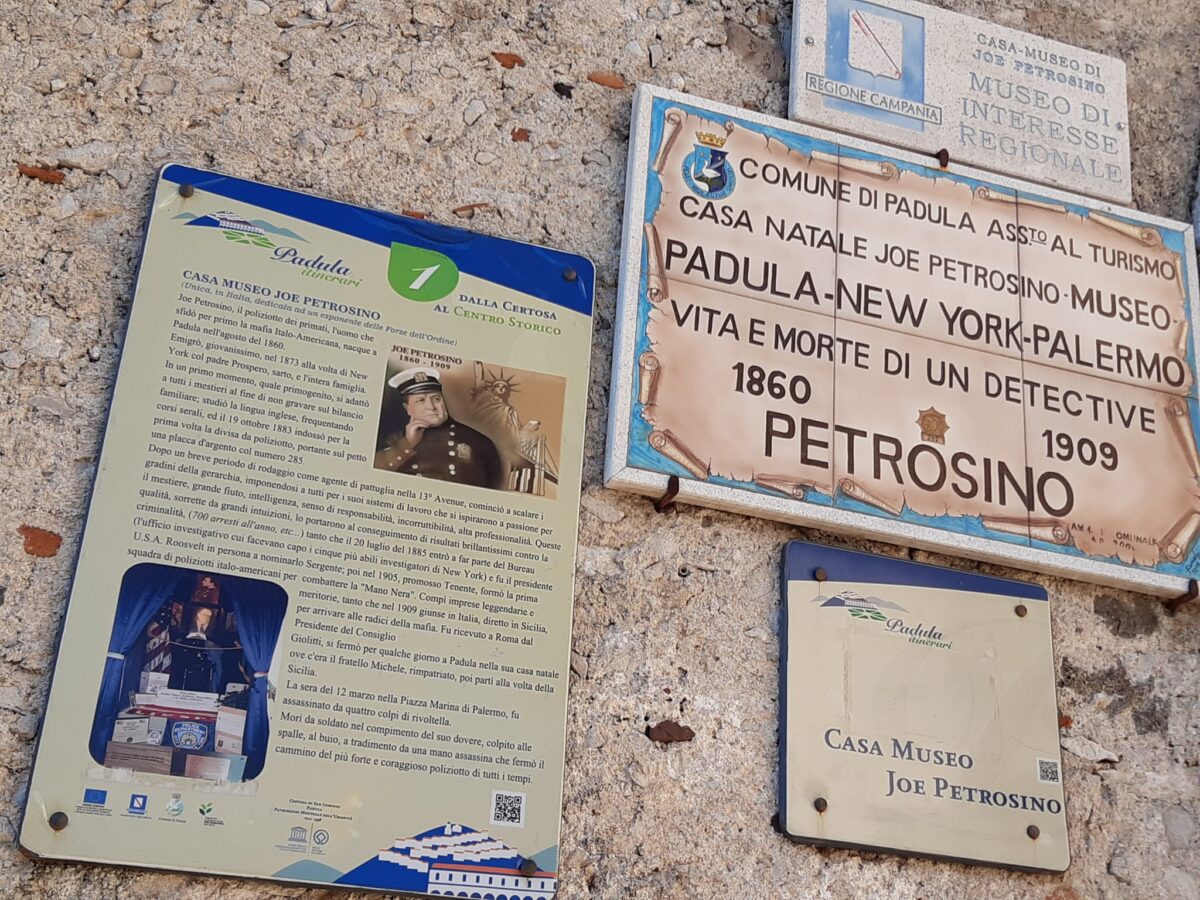 Padula
itinerari
1
DALLA CERTOSA
AL CENTRO STORICO
CASA MUSEO JOE PETROSINO
(Unica, in Italia, dedicata ad un esponente delle Forze dell'Ordine)
Joe Petrosino, il poliziotto dei primati, l'uomo che
sfidò per primo la mafia Italo-Americana, nacque a
Padula nell'agosto del 1860.
Emigrò, giovanissimo, nel 1873 alla volta di New
York col padre Prospero, sarto, e l'intera famiglia.
In un primo momento, quale primogenito, si adattò
a tutti i mestieri al fine di non gravare sul bilancio
familiare; studiò la lingua inglese, frequentando
corsi serali, ed il 19 ottobre 1883 indossò per la
prima volta la divisa da poliziotto, portante sul petto
una placca d'argento col numero 285.
JOE PETROSINO
1860 - 1909
Dopo un breve periodo di rodaggio come agente di pattuglia nella 13° Avenue, cominciò a scalare i
gradini della gerarchia, imponendosi a tutti per i suoi sistemi di lavoro che si ispirarono a passione per
il mestiere, grande fiuto, intelligenza, senso di responsabilità, incorruttibilità, alta professionalità. Queste
qualità, sorrette da grandi intuizioni, lo portarono al conseguimento di risultati brillantissimi contro la
criminalità, (700 arresti all'anno, etc...) tanto che il 20 luglio del 1885 entrò a far parte del Bureau
(l'ufficio investigativo cui facevano capo i cinque più abili investigatori di New York) e fu il presidente
U.S.A. Roosvelt in persona a nominarlo Sergente; poi nel 1905, promosso Tenente, formò la prima
squadra di poliziotti italo-americani per combattere la "Mano Nera". Compì imprese leggendarie e
meritorie, tanto che nel 1909 giunse in Italia, diretto in Sicilia,
per arrivare alle radici della mafia. Fu ricevuto a Roma dal
Presidente del Consiglio
Giolitti, si fermò per qualche giorno a Padula nella sua casa natale
ove c'era il fratello Michele, rimpatriato, poi partì alla volta della
Sicilia.
La sera del 12 marzo nella Piazza Marina di Palermo, fu
assassinato da quattro colpi di rivoltella.
Morì da soldato nel compimento del suo dovere, colpito alle
spalle, al buio, a tradimento da una mano assassina che fermò il
cammino del più forte e coraggioso poliziotto di tutti i tempi.
CERTOSA DI SAN LORENZO
PADULA
PATRIMONIO MONDIALE DELL'UMANITÀ
DAL 1998
REGIONE CAMPANIA
CASA-MUSEO DI
JOE PETROSINO
MUSEO DI
INTERESSE
REGIONALE
COMUNE DI PADULA ASS.TO AL TURISMO
CASA NATALE JOE PETROSINO-MUSEO
PADULA-NEW YORK-PALERMO
VITA E MORTE DI UN DETECTIVE
1860 1909
PETROSINO
Padula
itinerari
CASA MUSEO
JOE PETROSINO